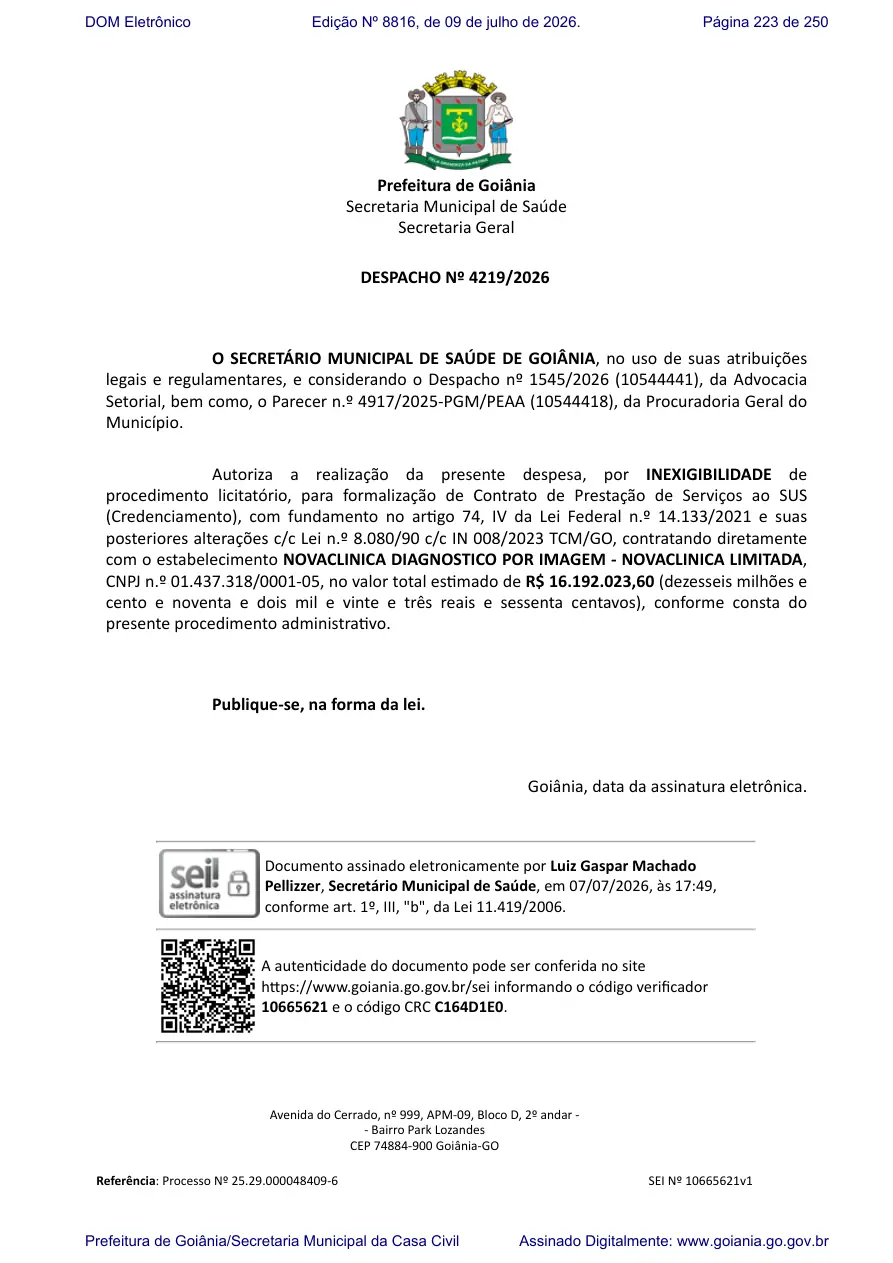 DOM Eletrônico Edição Nº 8816, de 09 de julho de 2026. Página 223 de 250
Prefeitura de Goiânia
Secretaria Municipal de Saúde
Secretaria Geral
DESPACHO Nº 4219/2026
O SECRETÁRIO MUNICIPAL DE SAÚDE DE GOIÂNIA, no uso de suas atribuições
legais e regulamentares, e considerando o Despacho nº 1545/2026 (10544441), da Advocacia
Setorial, bem como, o Parecer n.º 4917/2025-PGM/PEAA (10544418), da Procuradoria Geral do
Município.
Autoriza a realização da presente despesa, por INEXIGIBILIDADE de
procedimento licitatório, para formalização de Contrato de Prestação de Serviços ao SUS
(Credenciamento), com fundamento no artigo 74, IV da Lei Federal n.º 14.133/2021 e suas
posteriores alterações c/c Lei n.º 8.080/90 c/c IN 008/2023 TCM/GO, contratando diretamente
com o estabelecimento NOVACLINICA DIAGNOSTICO POR IMAGEM - NOVACLINICA LIMITADA,
CNPJ n.º 01.437.318/0001-05, no valor total estimado de R$ 16.192.023,60 (dezesseis milhões e
cento e noventa e dois mil e vinte e três reais e sessenta centavos), conforme consta do
presente procedimento administrativo.
Publique-se, na forma da lei.
Goiânia, data da assinatura eletrônica.
sei!
assinatura
eletrônica
Documento assinado eletronicamente por Luiz Gaspar Machado
Pellizzer, Secretário Municipal de Saúde, em 07/07/2026, às 17:49,
conforme art. 1º, III, "b", da Lei 11.419/2006.
A autenticidade do documento pode ser conferida no site
https://www.goiania.go.gov.br/sei informando o código verificador
10665621 e o código CRC C164D1E0.
Avenida do Cerrado, nº 999, APM-09, Bloco D, 2º andar -
- Bairro Park Lozandes
CEP 74884-900 Goiânia-GO
Referência: Processo Nº 25.29.000048409-6 SEI Nº 10665621v1
Prefeitura de Goiânia/Secretaria Municipal da Casa Civil Assinado Digitalmente: www.goiania.go.gov.br